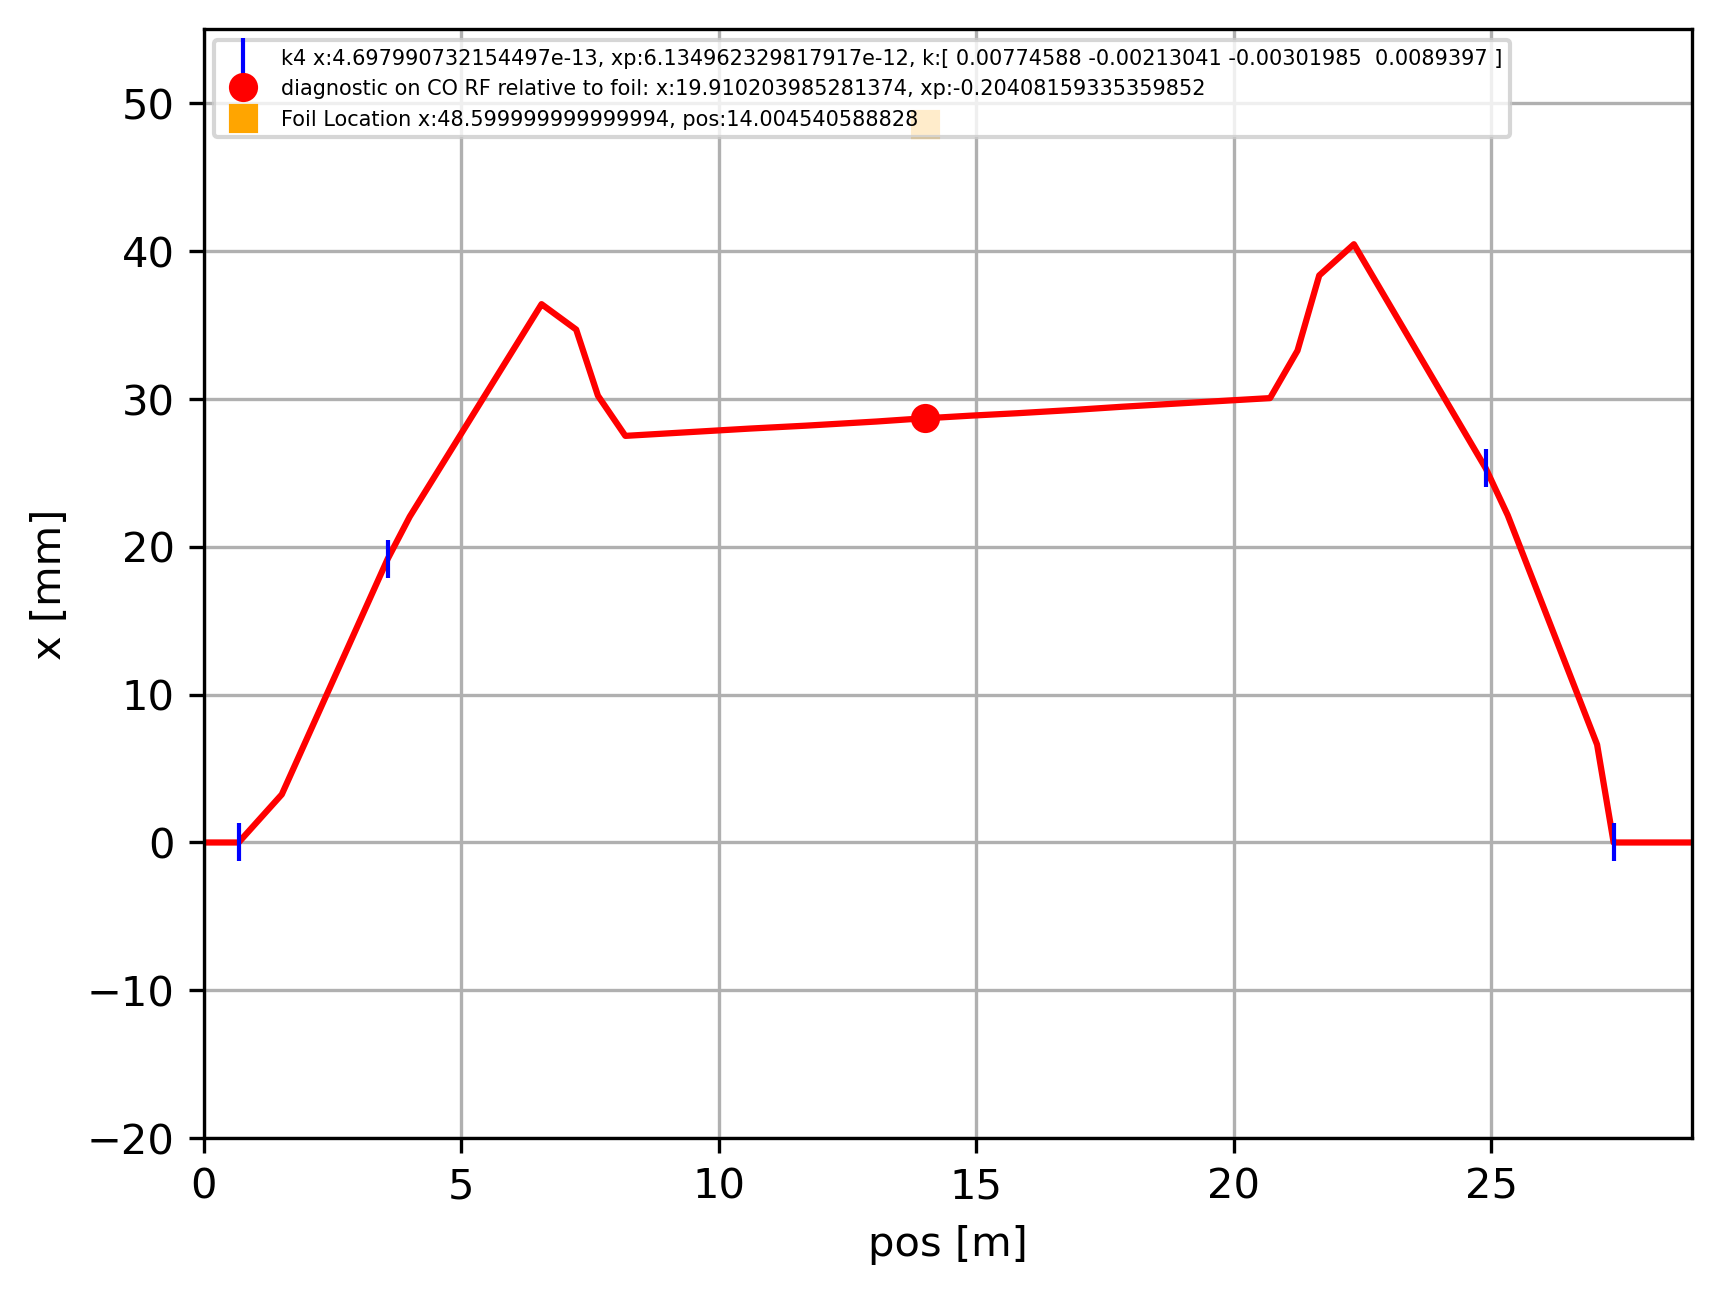 k4 x:4.697990732154497e-13, xp:6.134962329817917e-12, k:[ 0.00774588 -0.00213041 -0.00301985  0.0089397 ]
diagnostic on CO RF relative to foil: x:19.910203985281374, xp:-0.20408159335359852
Foil Location x:48.599999999999994, pos:14.004540588828
50
40
30
20
10
0
−10
−20
x [mm]
0 5 10 15 20 25
pos [m]